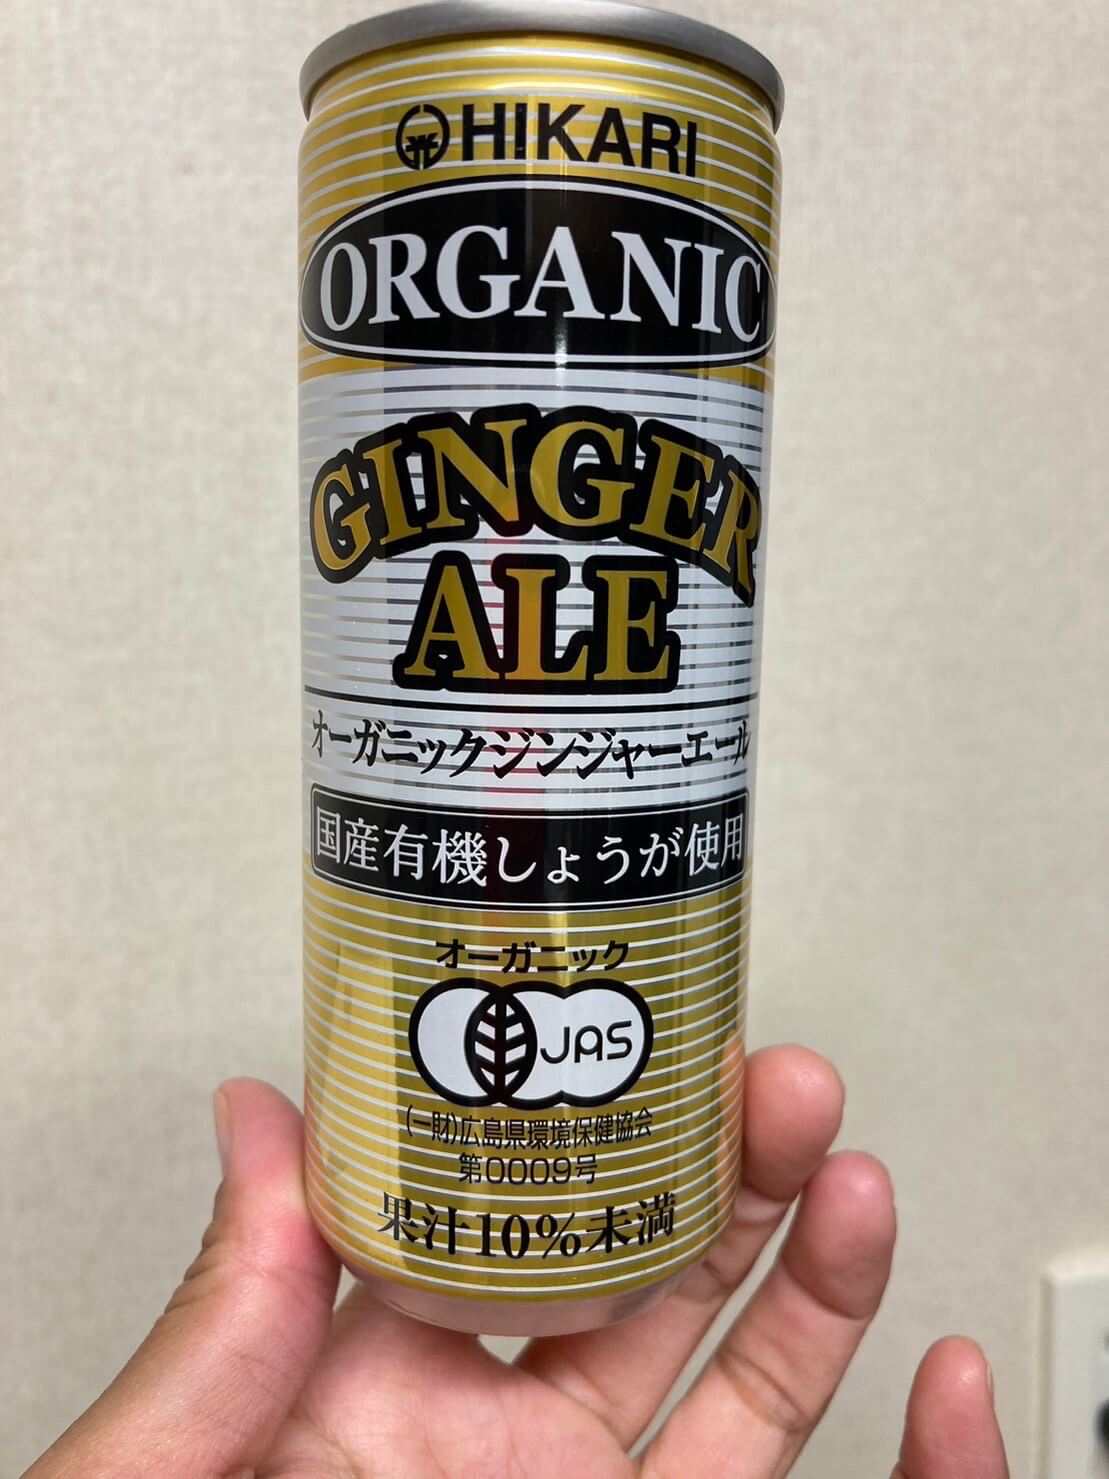 HIKARI
ORGANIC
GINGER
ALE
オーガニックジンジャーエール
国産有機しょうが使用
オーガニック
JAS
(一財)広島県環境保健協会
第0009号
果汁10%未満